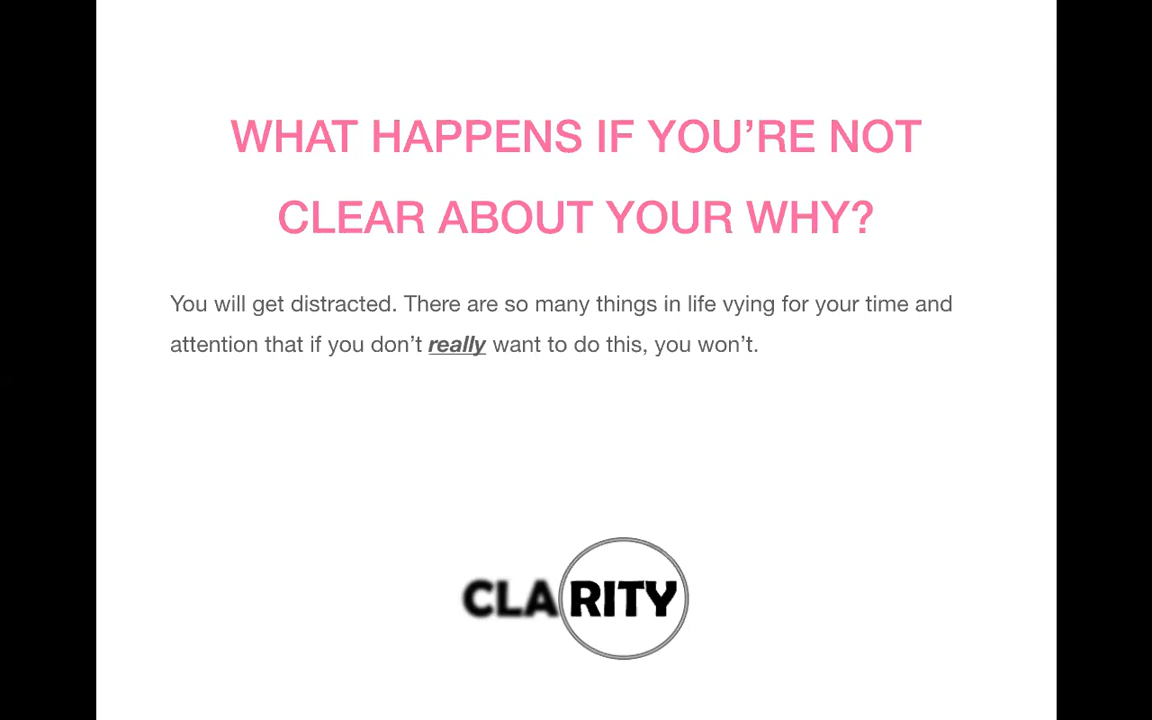 WHAT HAPPENS IF YOU’RE NOT
CLEAR ABOUT YOUR WHY?
You will get distracted. There are so many things in life vying for your time and
attention that if you don’t really want to do this, you won’t.
CLARITY